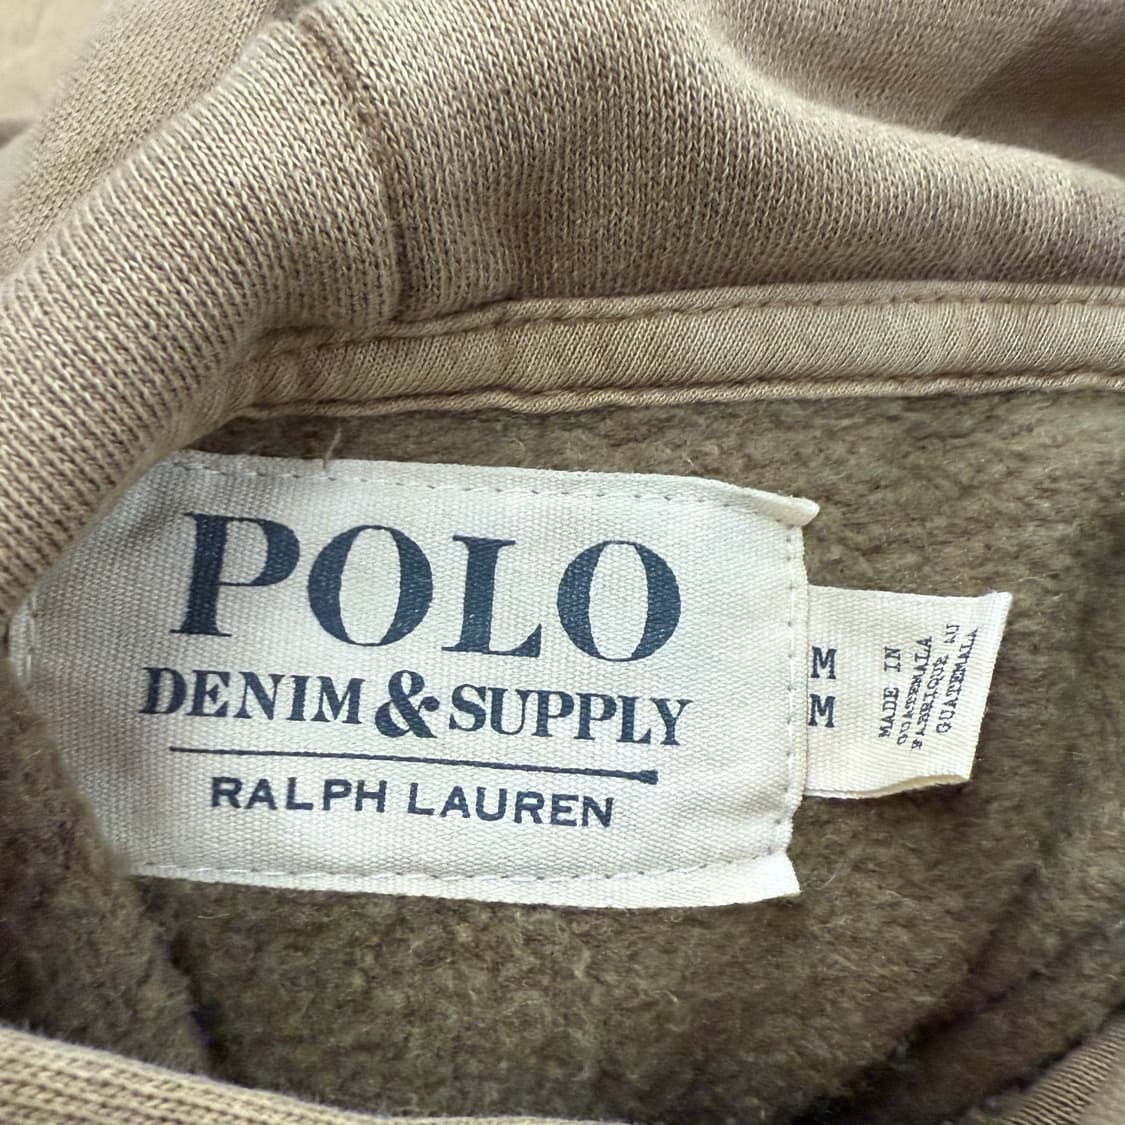 POLO
DENIM & SUPPLY
RALPH LAUREN
M
M
MADE IN
GUATEMALA
FABRIQUE AU
GUATEMALA